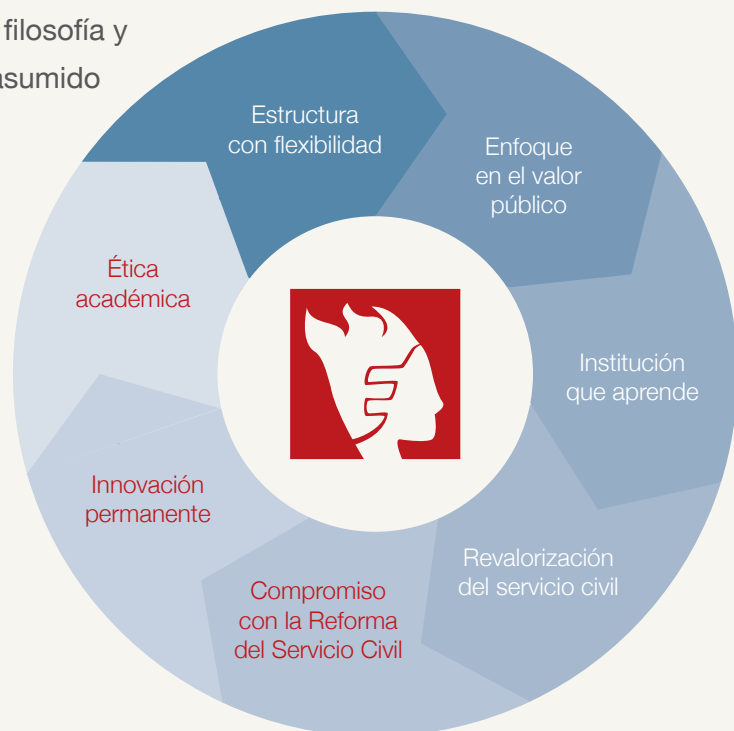 filosofía y
asumido
Estructura
con flexibilidad
Enfoque
en el valor
público
Institución
que aprende
Revalorización
del servicio civil
Compromiso
con la Reforma
del Servicio Civil
Innovación
permanente
Ética
académica